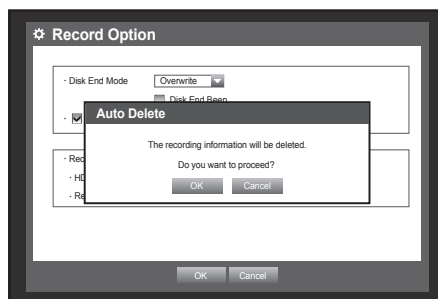 Record Option
· Disk End Mode Overwrite
Disk End Beep
Auto Delete
The recording information will be deleted.
Do you want to proceed?
OK Cancel
· Rec
· HD
· Re
OK Cancel